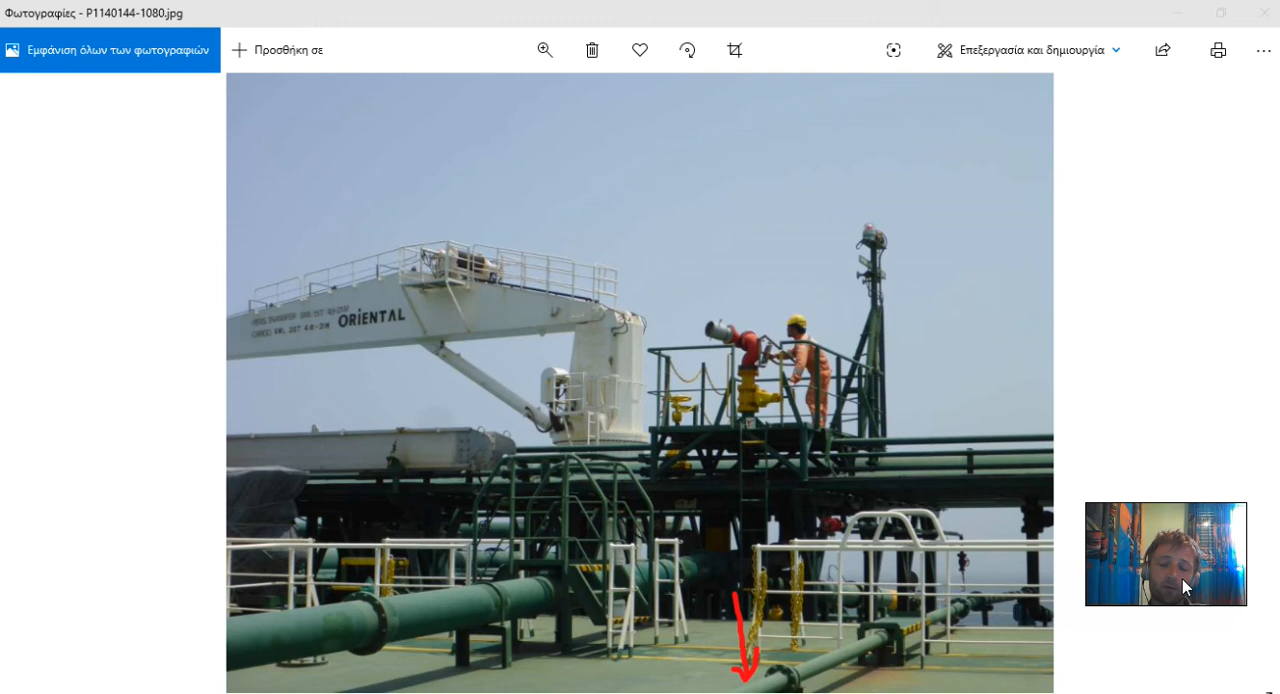 Φωτογραφίες - P1140144-1080.jpg
Εμφάνιση όλων των φωτογραφιών
Προσθήκη σε
Επεξεργασία και δημιουργία
ORIENTAL